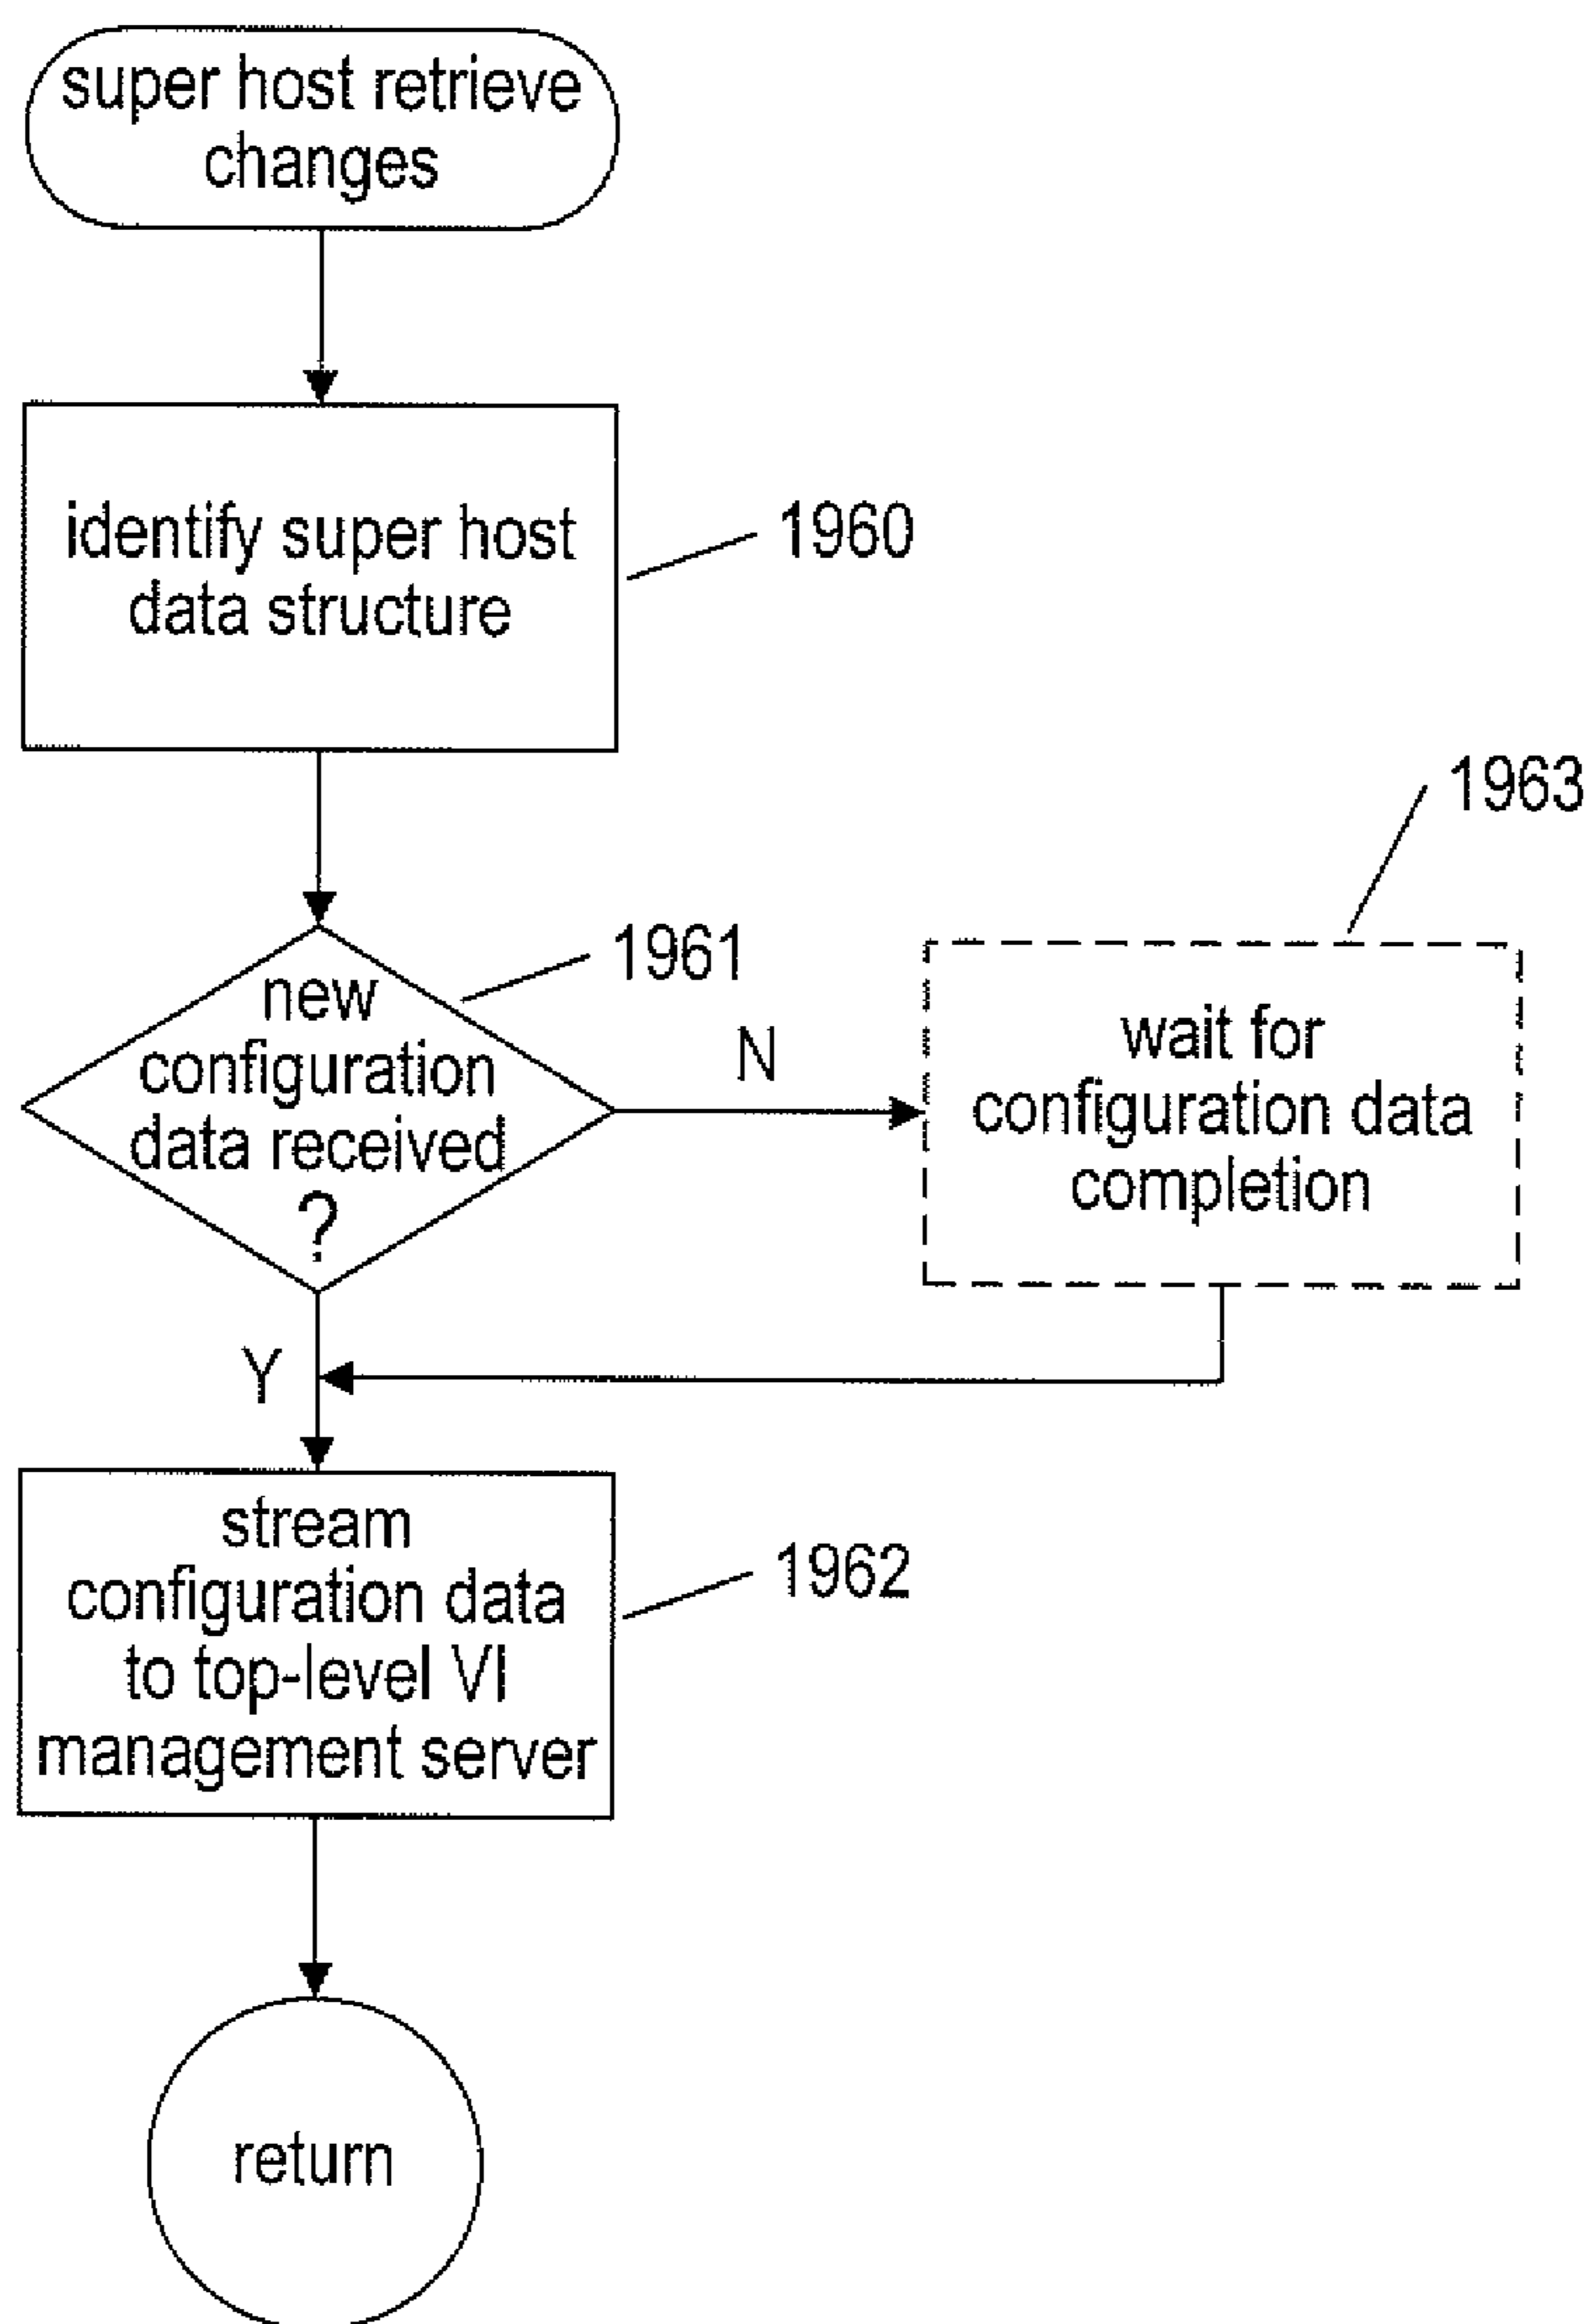 super host retrieve
changes
identify super host
data structure
1960
1963
new
configuration
data received
?
1961
N
wait for
configuration data
completion
Y
stream
configuration data
to top-level VI
management server
1962
return